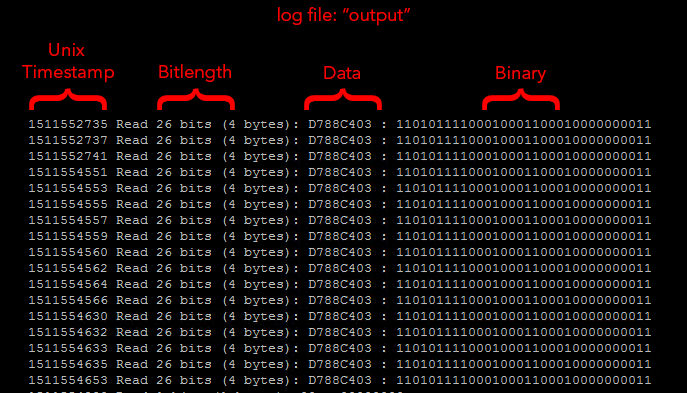 log file: "output"
Unix
Timestamp
Bitlength
Data
Binary
1511552735 Read 26 bits (4 bytes): D788C403 : 11010111100010001100010000000011
1511552737 Read 26 bits (4 bytes): D788C403 : 11010111100010001100010000000011
1511552741 Read 26 bits (4 bytes): D788C403 : 11010111100010001100010000000011
1511554551 Read 26 bits (4 bytes): D788C403 : 11010111100010001100010000000011
1511554553 Read 26 bits (4 bytes): D788C403 : 11010111100010001100010000000011
1511554555 Read 26 bits (4 bytes): D788C403 : 11010111100010001100010000000011
1511554557 Read 26 bits (4 bytes): D788C403 : 11010111100010001100010000000011
1511554559 Read 26 bits (4 bytes): D788C403 : 11010111100010001100010000000011
1511554560 Read 26 bits (4 bytes): D788C403 : 11010111100010001100010000000011
1511554562 Read 26 bits (4 bytes): D788C403 : 11010111100010001100010000000011
1511554564 Read 26 bits (4 bytes): D788C403 : 11010111100010001100010000000011
1511554566 Read 26 bits (4 bytes): D788C403 : 11010111100010001100010000000011
1511554630 Read 26 bits (4 bytes): D788C403 : 11010111100010001100010000000011
1511554632 Read 26 bits (4 bytes): D788C403 : 11010111100010001100010000000011
1511554633 Read 26 bits (4 bytes): D788C403 : 11010111100010001100010000000011
1511554635 Read 26 bits (4 bytes): D788C403 : 11010111100010001100010000000011
1511554653 Read 26 bits (4 bytes): D788C403 : 11010111100010001100010000000011